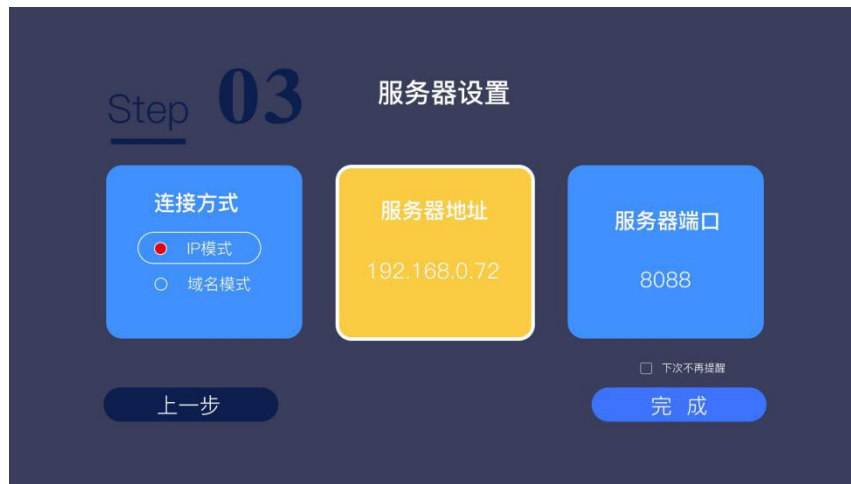 Step 03
服务器设置
连接方式
IP模式
域名模式
服务器地址
192.168.0.72
服务器端口
8088
下次不再提醒
上一步
完成